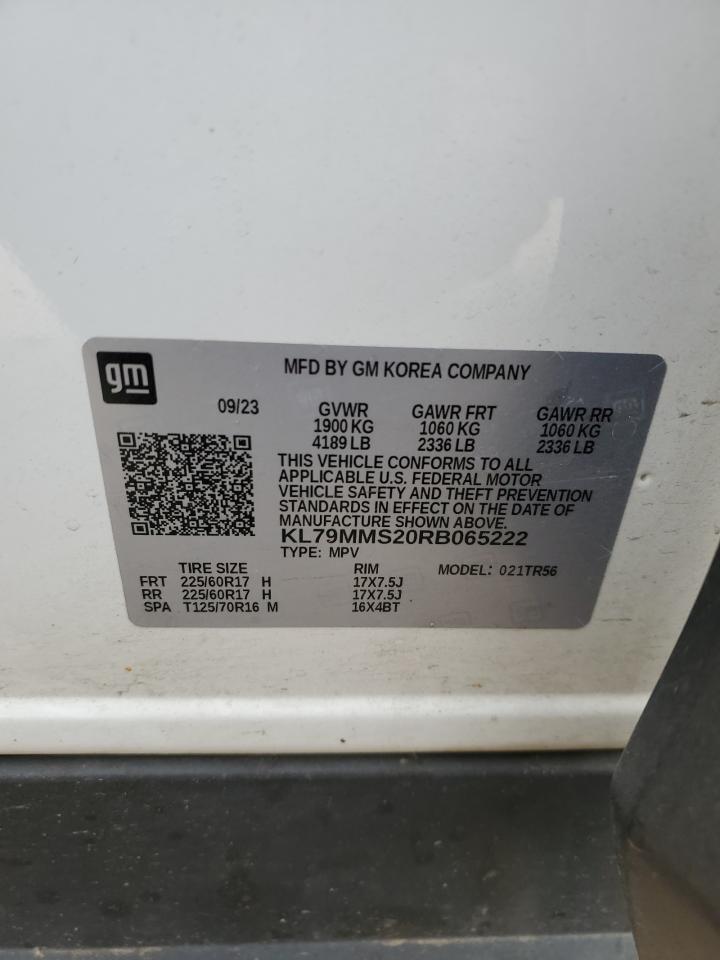 gm
MFD BY GM KOREA COMPANY
09/23 GVWR GAWR FRT GAWR RR
1900 KG 1060 KG 1060 KG
4189 LB 2336 LB 2336 LB
THIS VEHICLE CONFORMS TO ALL
APPLICABLE U.S. FEDERAL MOTOR
VEHICLE SAFETY AND THEFT PREVENTION
STANDARDS IN EFFECT ON THE DATE OF
MANUFACTURE SHOWN ABOVE.
KL79MMS20RB065222
TYPE: MPV
TIRE SIZE RIM MODEL: 021TR56
FRT 225/60R17 H 17X7.5J
RR 225/60R17 H 17X7.5J
SPA T125/70R16 M 16X4BT